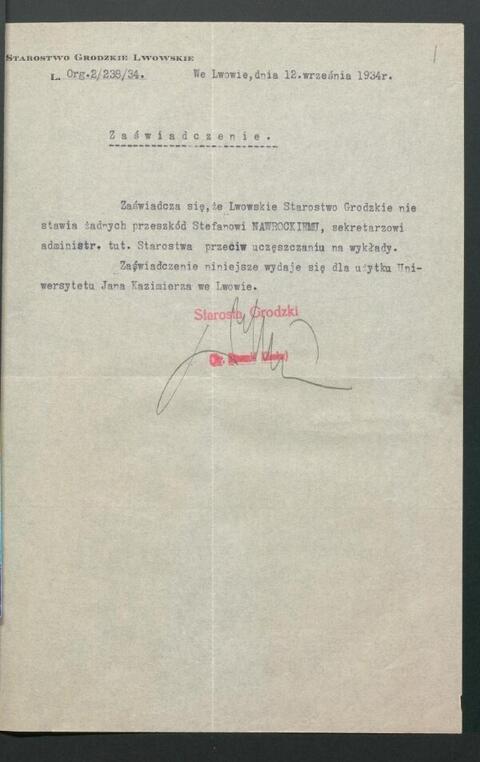 1
STAROSTWO GRODZKIE LWOWSKIE
L. Org.2/238/34. We Lwowie, dnia 12.września 1934r.
Zaświadczenie.
Zaświadcza się, że Lwowskie Starostwo Grodzkie nie
stawia żadnych przeszkód Stefanowi NAWROCKIEMU, sekretarzowi
administr. tut. Starostwa przeciw uczęszczaniu na wykłady.
Zaświadczenie niniejsze wydaje się dla użytku Uni-
wersytetu Jana Kazimierza we Lwowie.
Starosta Grodzki